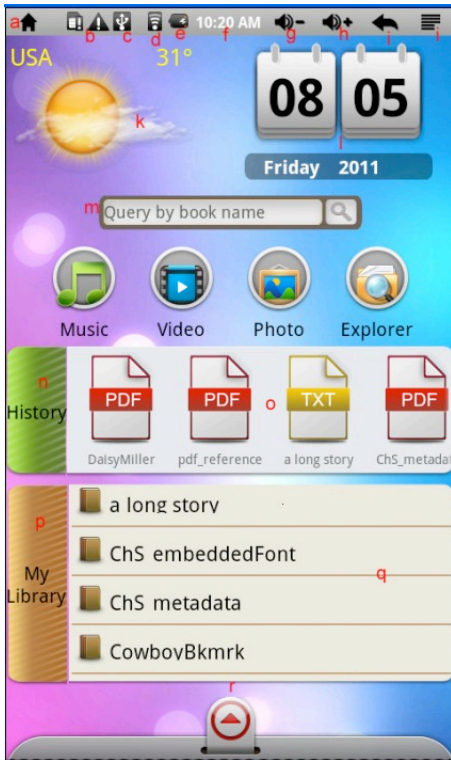 a b c d e 10:20 AM f g h i j
USA 31°
k
08 05
l
Friday 2011
m Query by book name
Music Video Photo Explorer
n
History
PDF PDF o TXT PDF
DaisyMiller pdf_reference a long story ChS_metadat
p
My
Library
a long story
ChS embeddedFont
q
ChS metadata
CowboyBkmrk
r